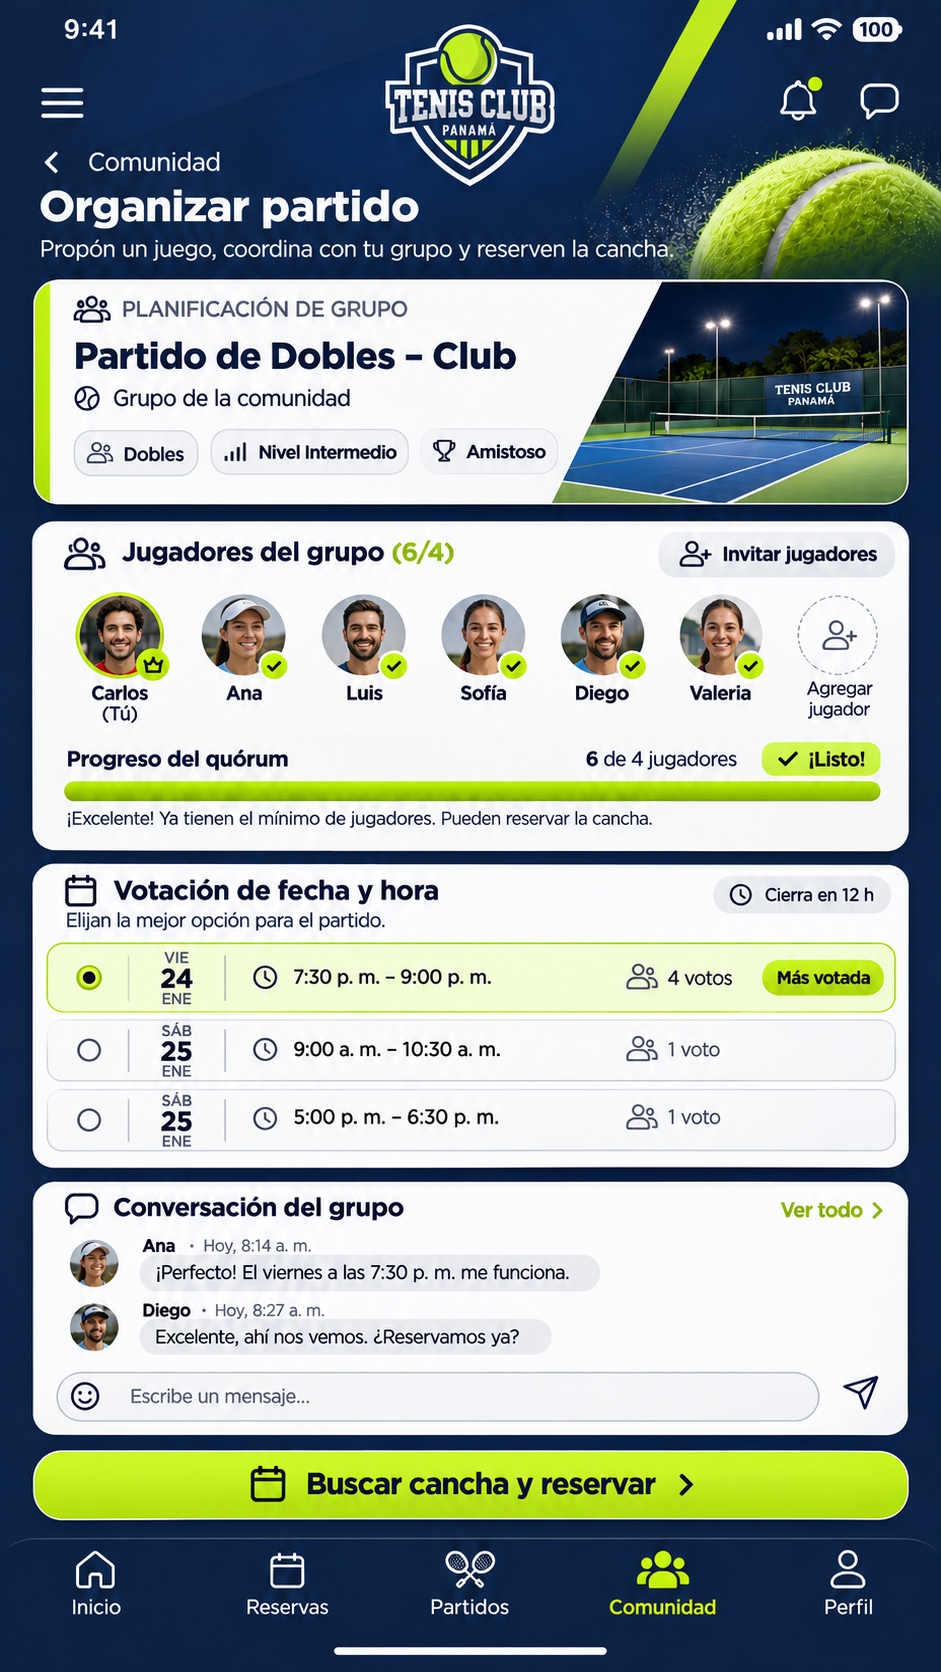 9:41
100
TENIS CLUB
PANAMÁ
Comunidad
Organizar partido
Propón un juego, coordina con tu grupo y reserven la cancha.
PLANIFICACIÓN DE GRUPO
Partido de Dobles – Club
Grupo de la comunidad
Dobles
Nivel Intermedio
Amistoso
TENIS CLUB
PANAMÁ
Jugadores del grupo (6/4)
Invitar jugadores
Carlos
(Tú)
Ana
Luis
Sofía
Diego
Valeria
Agregar
jugador
Progreso del quórum
6 de 4 jugadores
¡Listo!
¡Excelente! Ya tienen el mínimo de jugadores. Pueden reservar la cancha.
Votación de fecha y hora
Cierra en 12 h
Elijan la mejor opción para el partido.
VIE
24
ENE
7:30 p. m. – 9:00 p. m.
4 votos
Más votada
SÁB
25
ENE
9:00 a. m. – 10:30 a. m.
1 voto
SÁB
25
ENE
5:00 p. m. – 6:30 p. m.
1 voto
Conversación del grupo
Ver todo
Ana • Hoy, 8:14 a. m.
¡Perfecto! El viernes a las 7:30 p. m. me funciona.
Diego • Hoy, 8:27 a. m.
Excelente, ahí nos vemos. ¿Reservamos ya?
Escribe un mensaje...
Buscar cancha y reservar
Inicio
Reservas
Partidos
Comunidad
Perfil